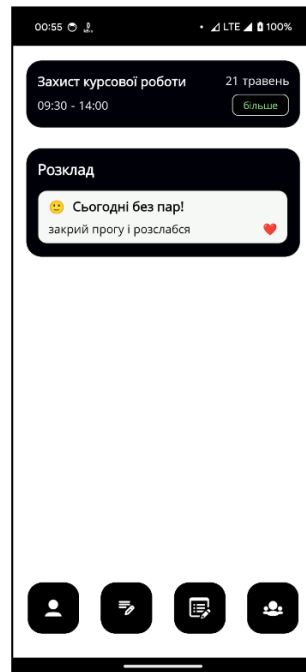 00:55
LTE 100%
Захист курсової роботи 21 травень
09:30 - 14:00 більше
Розклад
Сьогодні без пар!
закрий прогу і розслабся